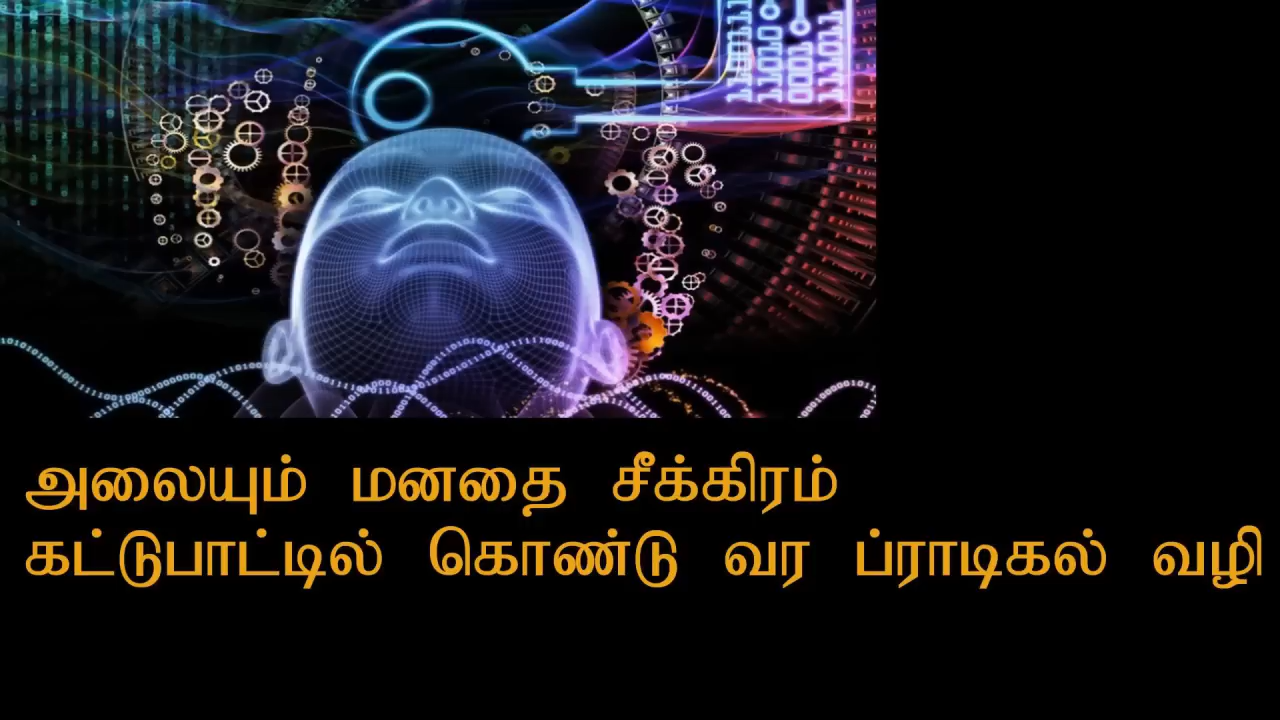 அலையும் மனதை சீக்கிரம்
கட்டுபாட்டில் கொண்டு வர ப்ராடிகல் வழி